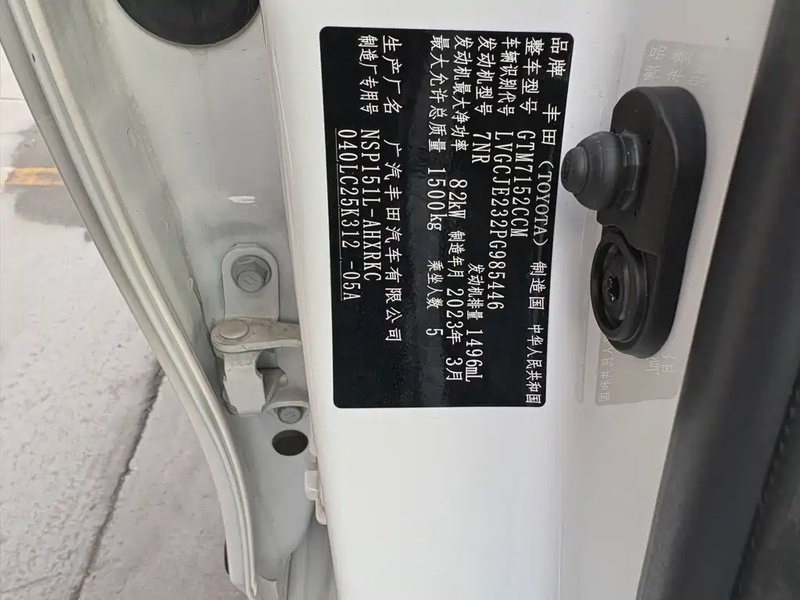 品牌 丰田（TOYOTA） 制造国 中华人民共和国
整车型号 GTM7152CCM
车辆识别代号 LVGCJE232PG985446
发动机型号 7NR 发动机排量 1496mL
发动机最大净功率 82kW 制造年月 2023年 3月
最大允许总质量 1500kg 乘坐人数 5
生产厂名 广汽丰田汽车有限公司
制造厂专用号 NSP151L-AHXRKC
040LC25K312 -05A